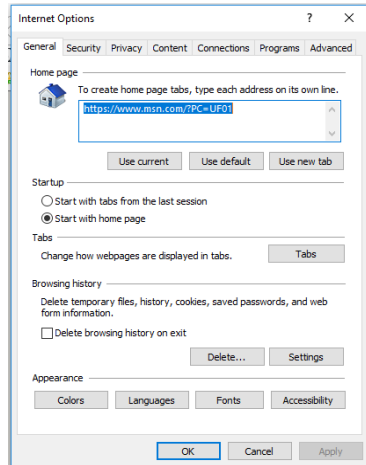 Internet Options ? ×
General Security Privacy Content Connections Programs Advanced
Home page
To create home page tabs, type each address on its own line.
https://www.msn.com/?PC=UF01
Use current Use default Use new tab
Startup
Start with tabs from the last session
Start with home page
Tabs
Change how webpages are displayed in tabs. Tabs
Browsing history
Delete temporary files, history, cookies, saved passwords, and web
form information.
Delete browsing history on exit
Delete... Settings
Appearance
Colors Languages Fonts Accessibility
OK Cancel Apply